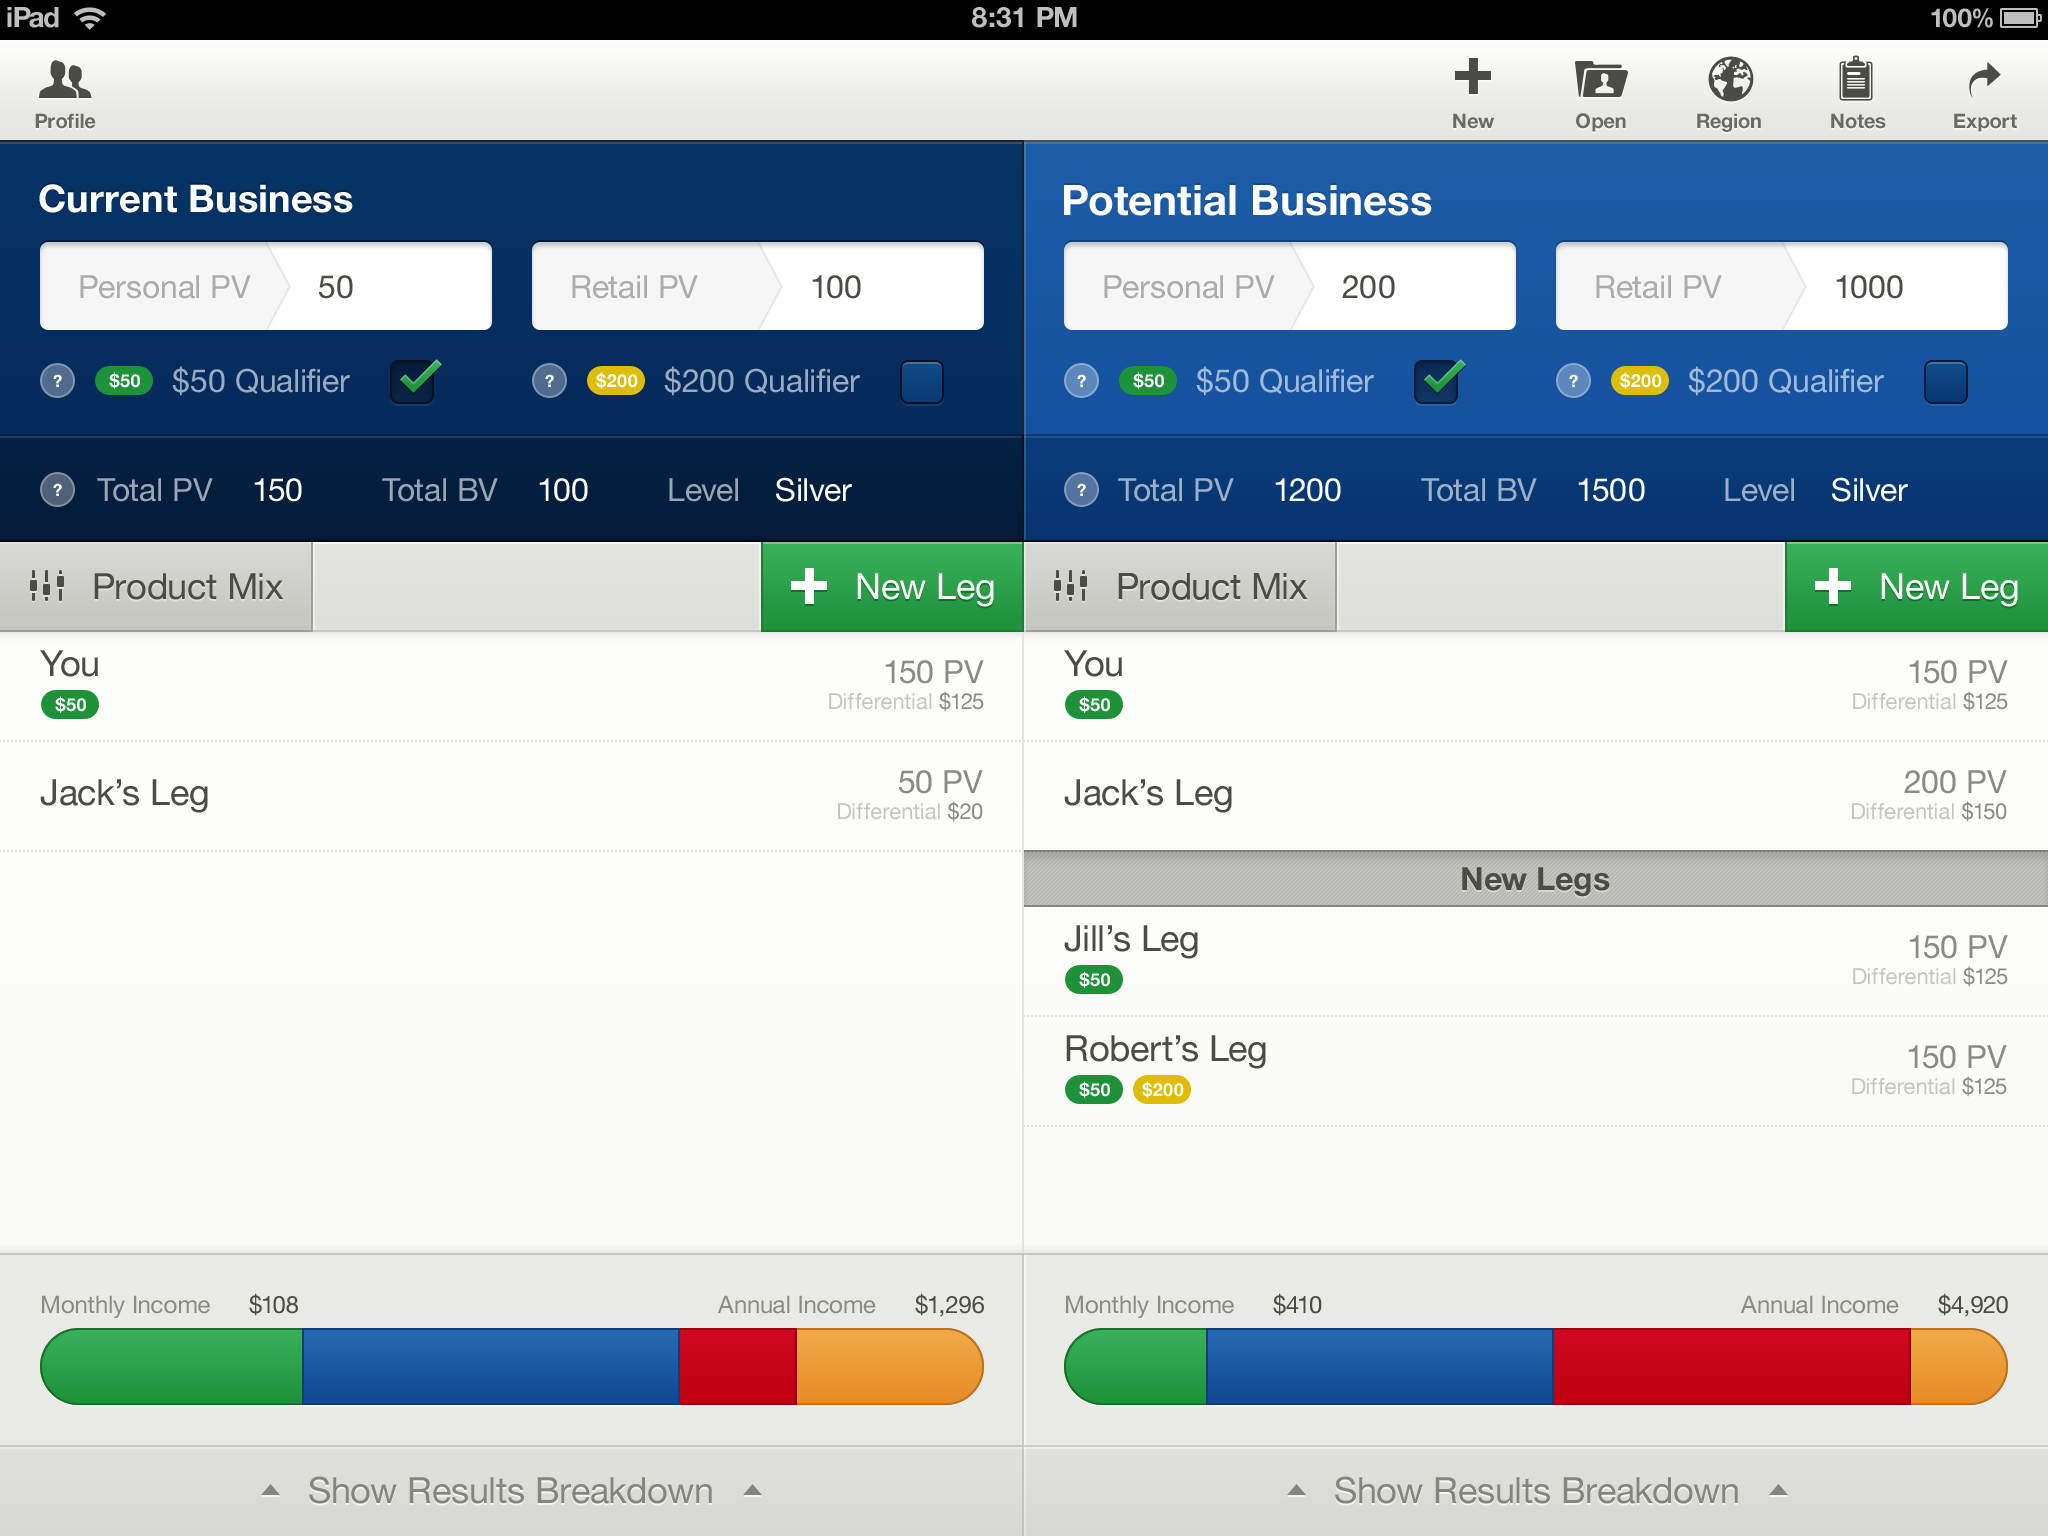 iPad 8:31 PM 100%
Profile New Open Region Notes Export
Current Business
Personal PV 50 Retail PV 100
? $50 $50 Qualifier ? $200 $200 Qualifier
? Total PV 150 Total BV 100 Level Silver
Product Mix New Leg
You 150 PV
$50 Differential $125
Jack’s Leg 50 PV
Differential $20
Monthly Income $108 Annual Income $1,296
Show Results Breakdown
Potential Business
Personal PV 200 Retail PV 1000
? $50 $50 Qualifier ? $200 $200 Qualifier
? Total PV 1200 Total BV 1500 Level Silver
Product Mix New Leg
You 150 PV
$50 Differential $125
Jack’s Leg 200 PV
Differential $150
New Legs
Jill’s Leg 150 PV
$50 Differential $125
Robert’s Leg 150 PV
$50 $200 Differential $125
Monthly Income $410 Annual Income $4,920
Show Results Breakdown